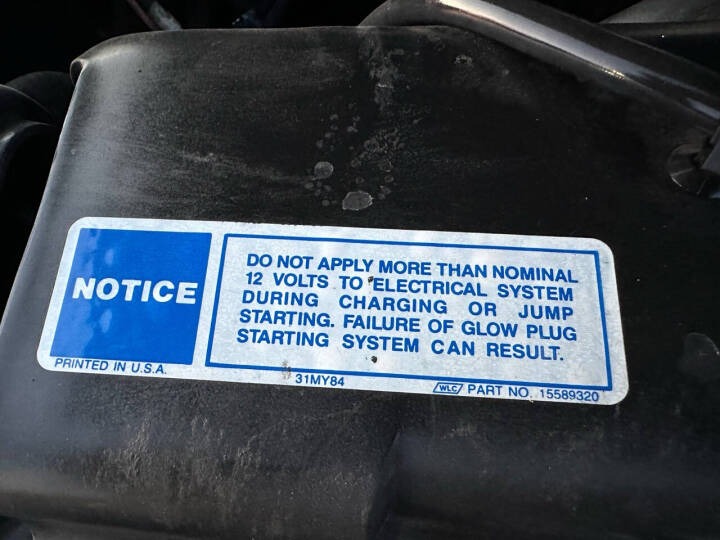 NOTICE
DO NOT APPLY MORE THAN NOMINAL
12 VOLTS TO ELECTRICAL SYSTEM
DURING CHARGING OR JUMP
STARTING. FAILURE OF GLOW PLUG
STARTING SYSTEM CAN RESULT.
PRINTED IN U.S.A.
31MY84
WLC PART NO. 15589320